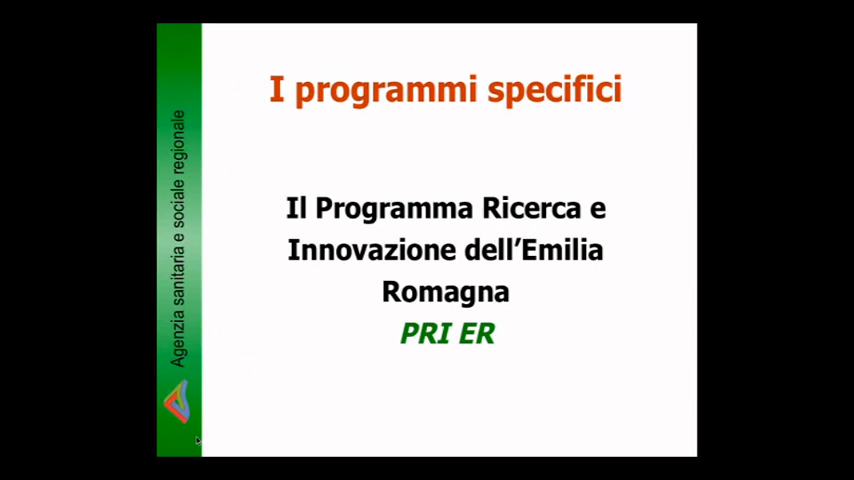 I programmi specifici
Il Programma Ricerca e
Innovazione dell'Emilia
Romagna
PRI ER
Agenzia sanitaria e sociale regionale